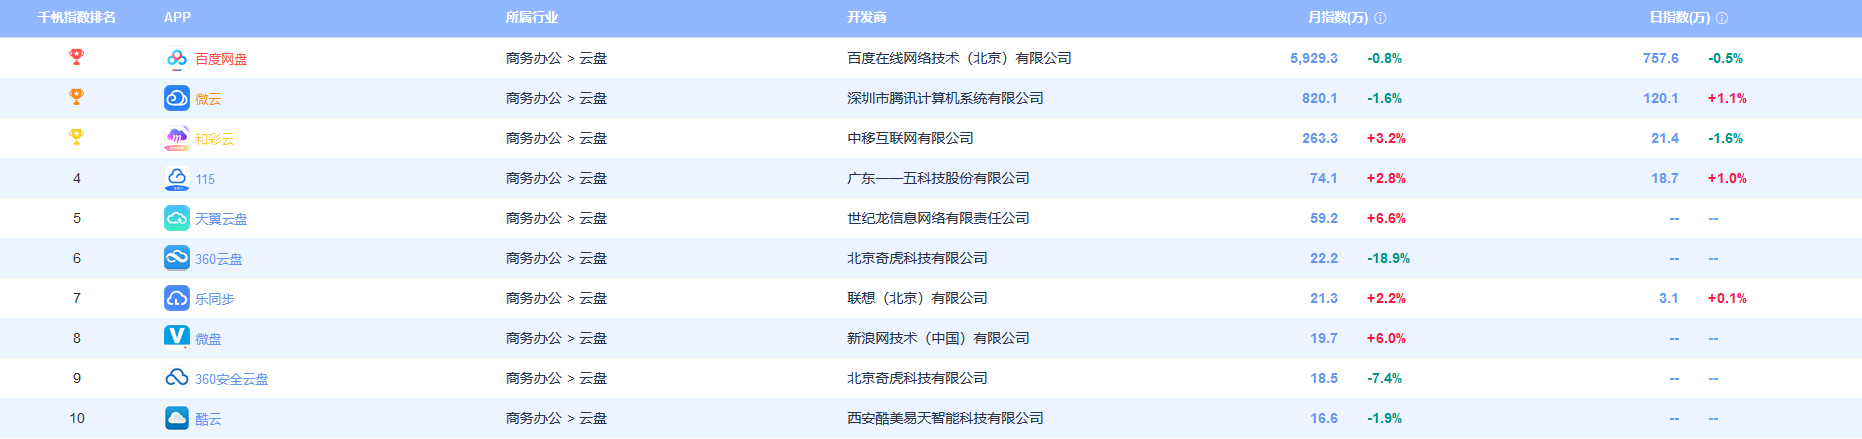 千帆指数排名 APP 所属行业 开发商 月指数(万) 日指数(万)
百度网盘 商务办公 > 云盘 百度在线网络技术（北京）有限公司 5,929.3 -0.8% 757.6 -0.5%
微云 商务办公 > 云盘 深圳市腾讯计算机系统有限公司 820.1 -1.6% 120.1 +1.1%
和彩云 商务办公 > 云盘 中移互联网有限公司 263.3 +3.2% 21.4 -1.6%
4 115 商务办公 > 云盘 广东一一五科技股份有限公司 74.1 +2.8% 18.7 +1.0%
5 天翼云盘 商务办公 > 云盘 世纪龙信息网络有限责任公司 59.2 +6.6% -- --
6 360云盘 商务办公 > 云盘 北京奇虎科技有限公司 22.2 -18.9% -- --
7 乐同步 商务办公 > 云盘 联想（北京）有限公司 21.3 +2.2% 3.1 +0.1%
8 微盘 商务办公 > 云盘 新浪网技术（中国）有限公司 19.7 +6.0% -- --
9 360安全云盘 商务办公 > 云盘 北京奇虎科技有限公司 18.5 -7.4% -- --
10 酷云 商务办公 > 云盘 西安酷美易天智能科技有限公司 16.6 -1.9% -- --